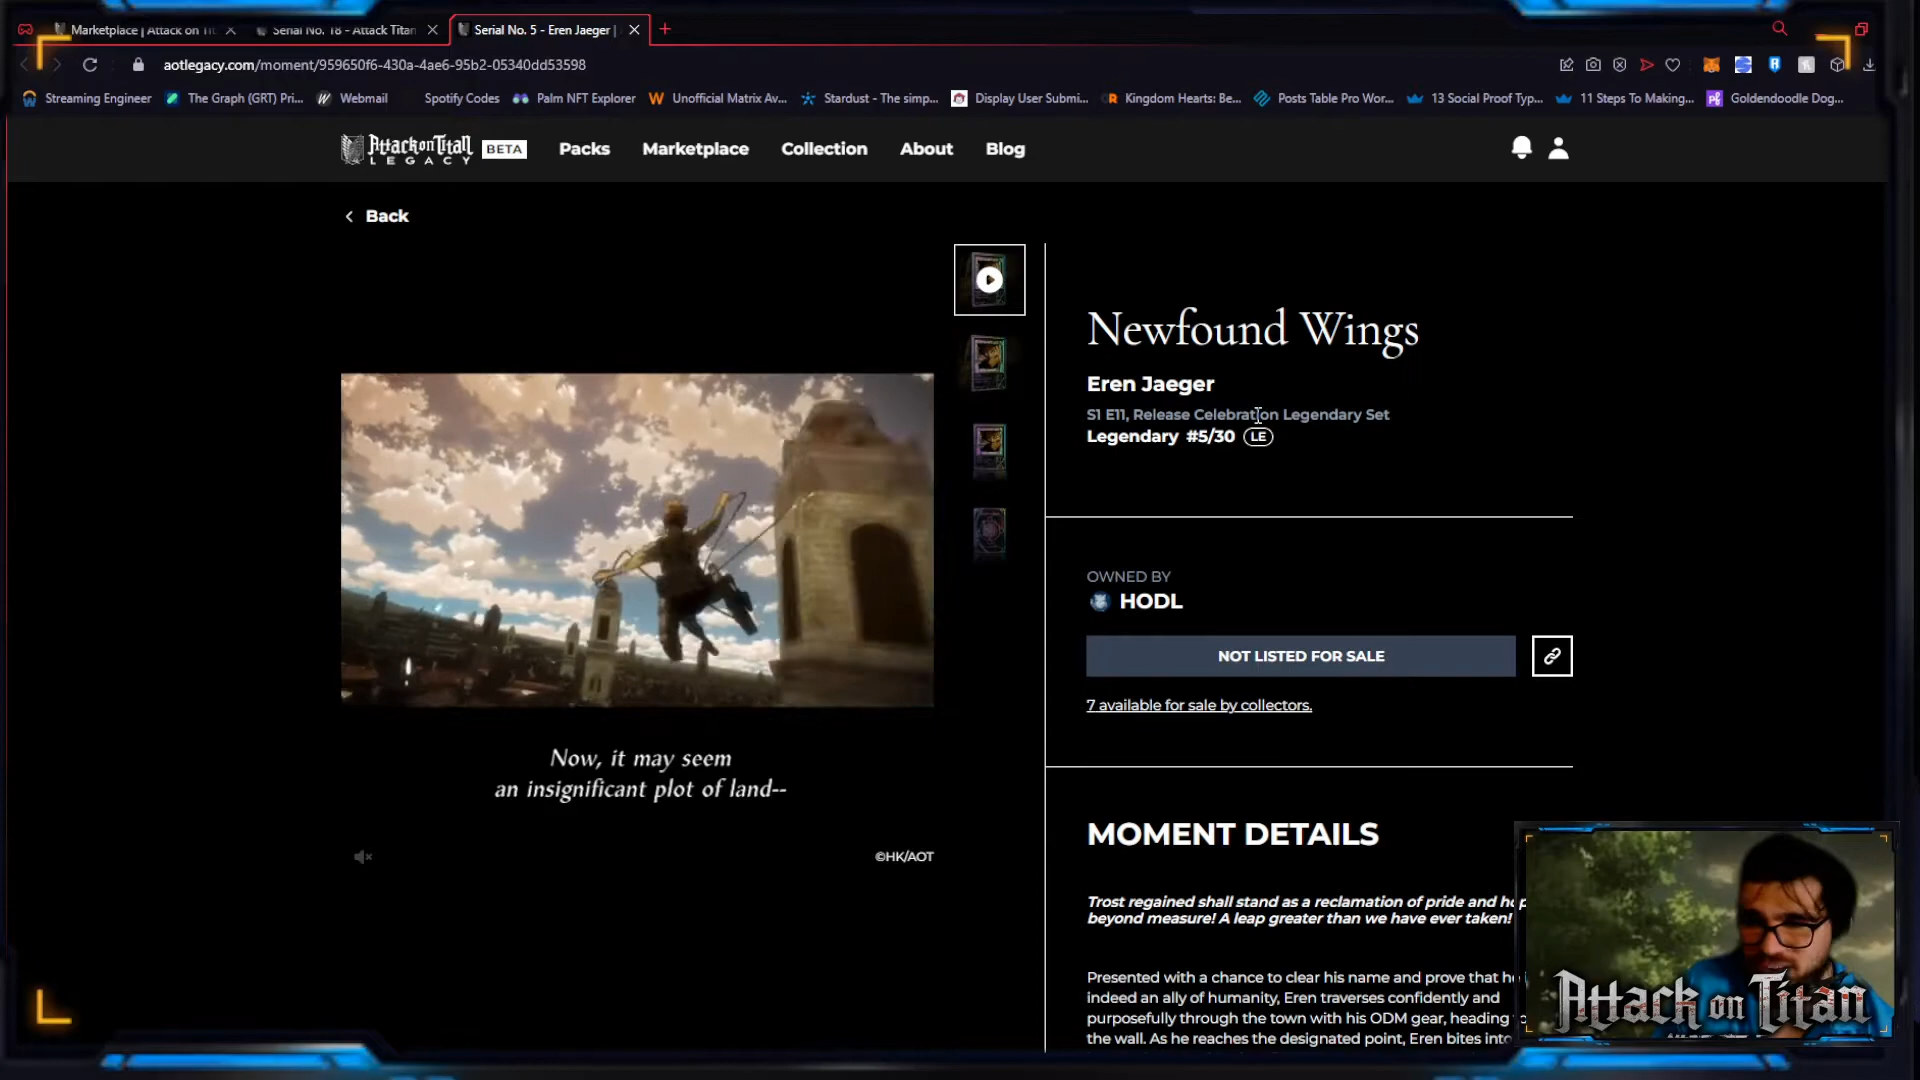 Marketplace | Attack on Tit
Serial No. 18 - Attack Titan
Serial No. 5 - Eren Jaeger |
aotlegacy.com/moment/959650f6-430a-4ae6-95b2-05340dd53598
Streaming Engineer
The Graph (GRT) Pri...
Webmail
Spotify Codes
Palm NFT Explorer
Unofficial Matrix Av...
Stardust - The simp...
Display User Submi...
Kingdom Hearts: Be...
Posts Table Pro Wor...
13 Social Proof Typ...
11 Steps To Making...
Goldendoodle Dog...
Attack on Titan
LEGACY
BETA
Packs
Marketplace
Collection
About
Blog
Back
Newfound Wings
Eren Jaeger
S1 E11, Release Celebration Legendary Set
Legendary #5/30 LE
OWNED BY
HODL
NOT LISTED FOR SALE
7 available for sale by collectors.
Now, it may seem
an insignificant plot of land--
©HK/AOT
MOMENT DETAILS
Trost regained shall stand as a reclamation of pride and hop
beyond measure! A leap greater than we have ever taken!
Presented with a chance to clear his name and prove that he
indeed an ally of humanity, Eren traverses confidently and
purposefully through the town with his ODM gear, heading
the wall. As he reaches the designated point, Eren bites into
Attack on Titan